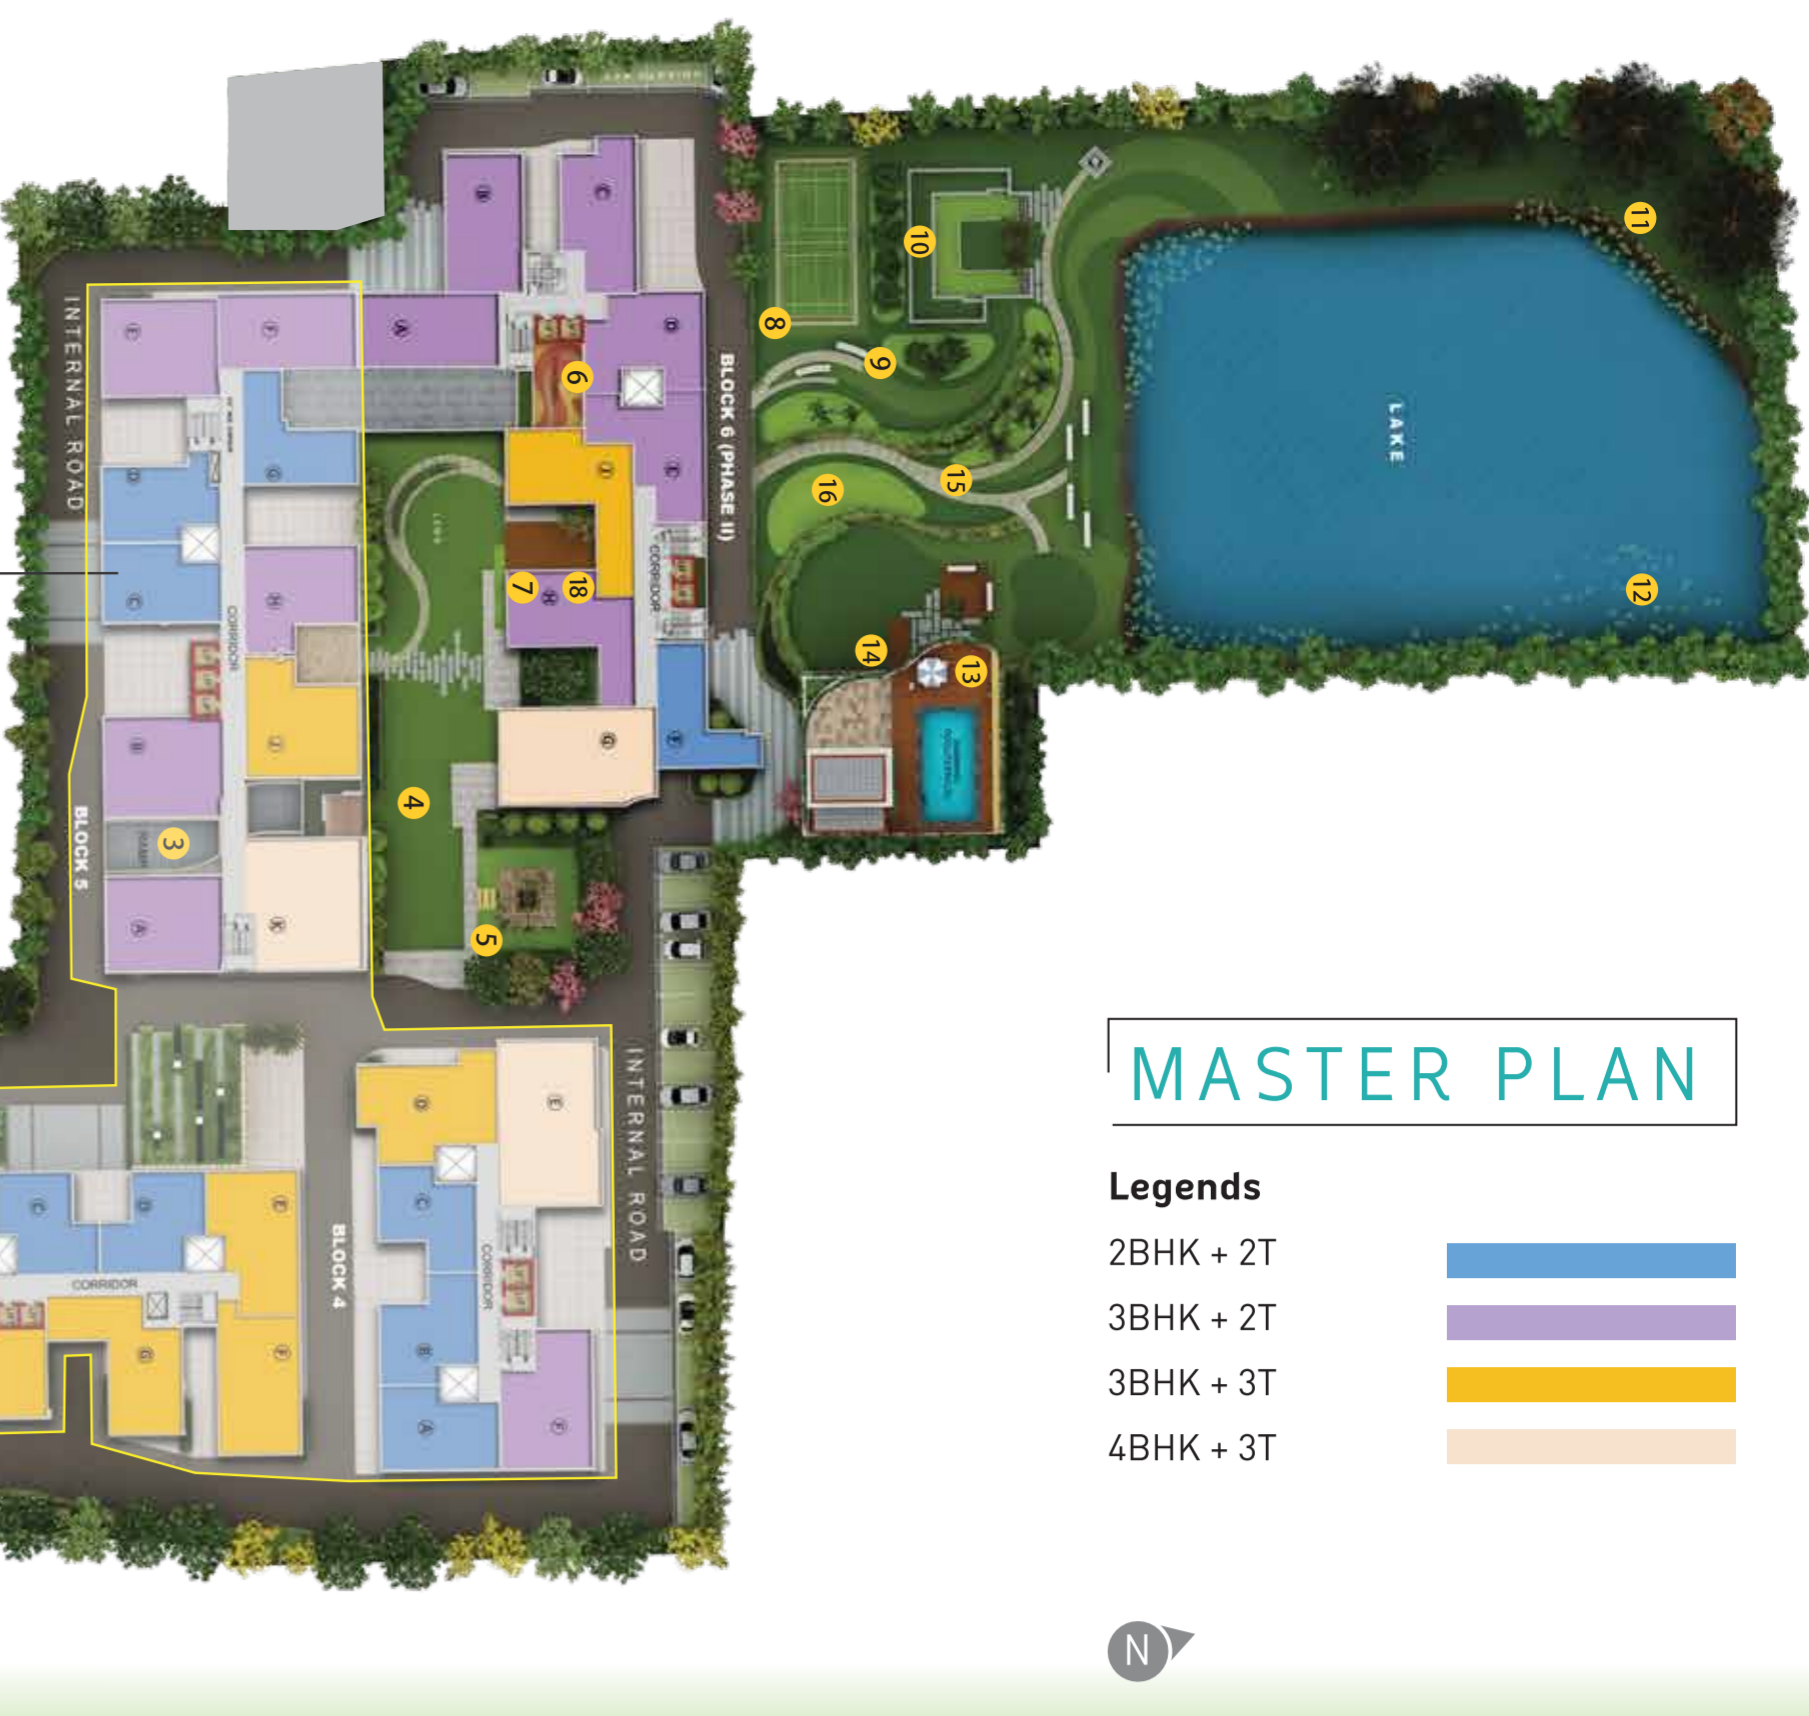 INTERNAL ROAD
BLOCK 6 (PHASE II)
LAKE
B
C
A
D
E
F
G
H
J
E
F
D
G
C
H
J
B
A
K
CORRIDOR
CORRIDOR
RAMP
BLOCK 5
3
4
5
6
7
18
8
9
10
11
12
13
14
15
16
INTERNAL ROAD
BLOCK 4
D
E
C
B
A
F
CORRIDOR
C
D
E
CORRIDOR
G
F
MASTER PLAN
Legends
2BHK + 2T
3BHK + 2T
3BHK + 3T
4BHK + 3T
N